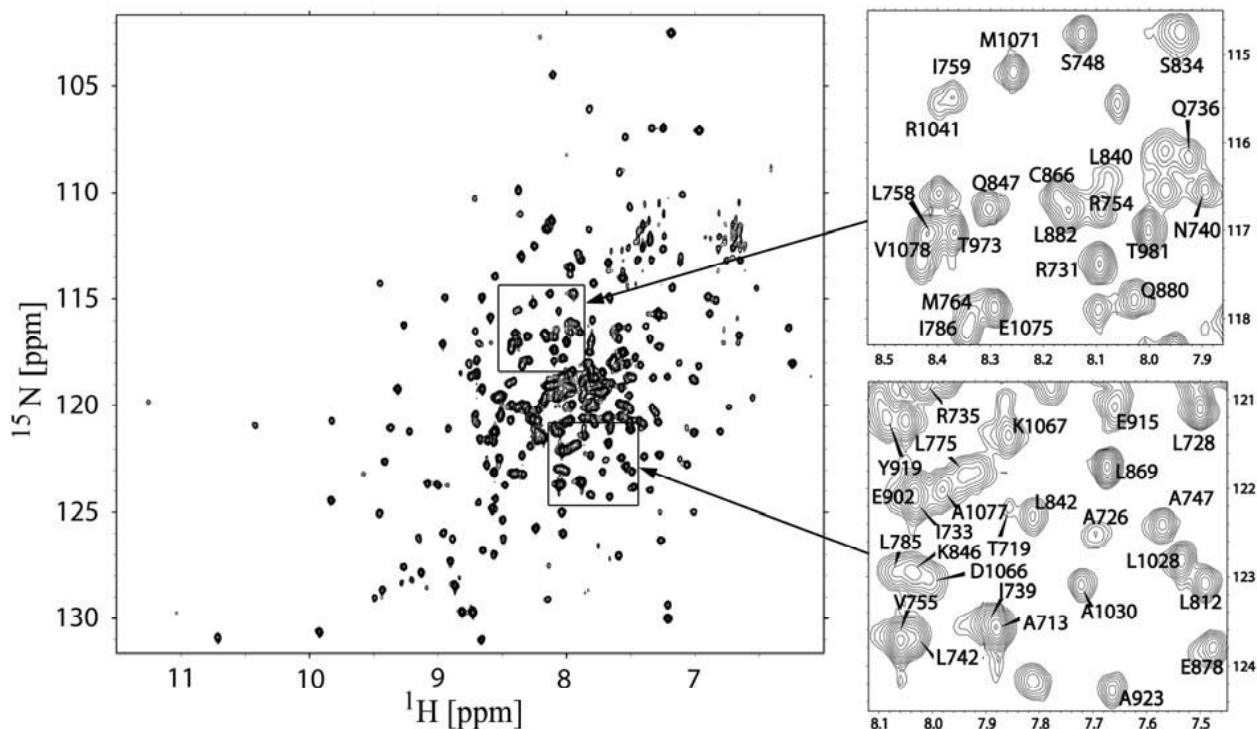 105
110
115
120
125
130
15N [ppm]
11
10
9
8
7
1H [ppm]
M1071
S748
S834
I759
R1041
Q736
L840
C866
Q847
L758
R754
N740
L882
T973
T981
V1078
R731
Q880
M764
I786
E1075
115
116
117
118
8.5
8.4
8.3
8.2
8.1
8.0
7.9
R735
K1067
E915
L728
L775
Y919
L869
E902
A1077
L842
A747
I733
T719
A726
L785
K846
L1028
D1066
I739
V755
A1030
L812
A713
L742
E878
A923
121
122
123
124
8.1
8.0
7.9
7.8
7.7
7.6
7.5